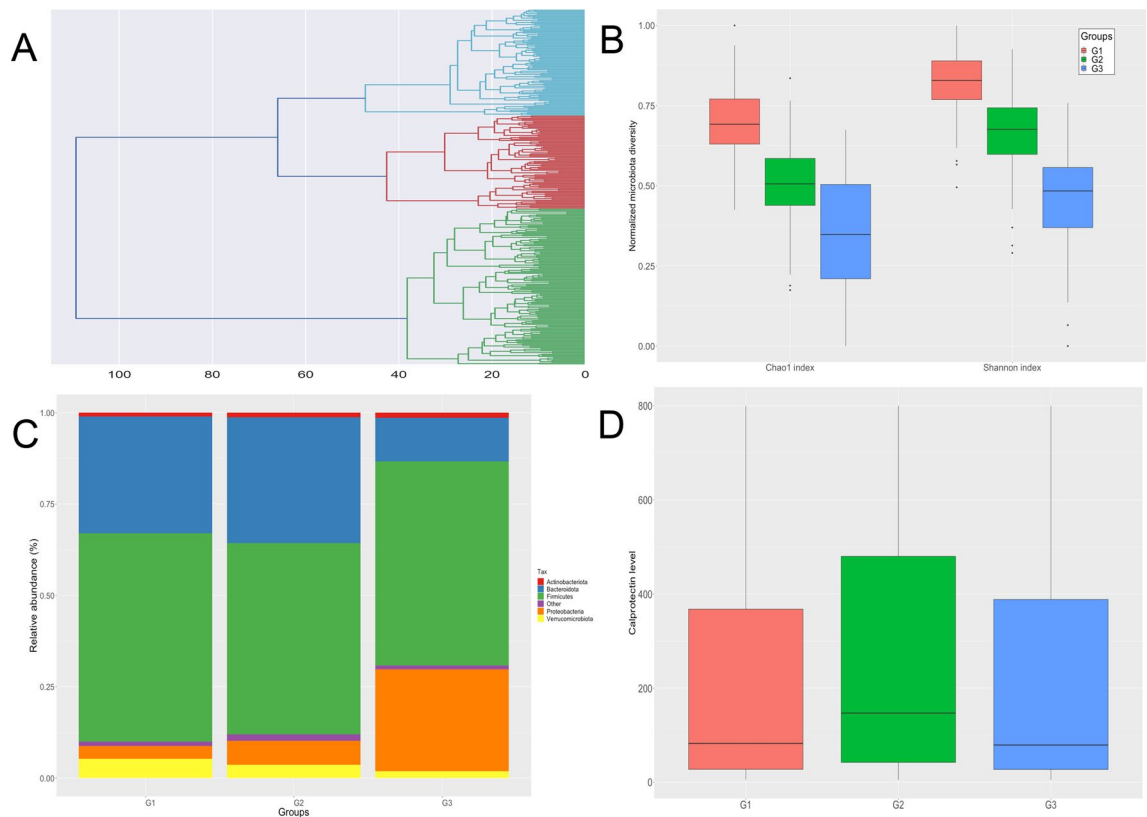 A
100 80 60 40 20 0
B
Normalized microbiota diversity
1.00
0.75
0.50
0.25
0.00
Groups
G1
G2
G3
Chao1 index Shannon index
C
Relative abundance (%)
1.00
0.75
0.50
0.25
0.00
G1 G2 G3
Groups
Tax
Actinobacteriota
Bacteroidota
Firmicutes
Other
Proteobacteria
Verrucomicrobiota
D
Calprotectin level
800
600
400
200
0
G1 G2 G3